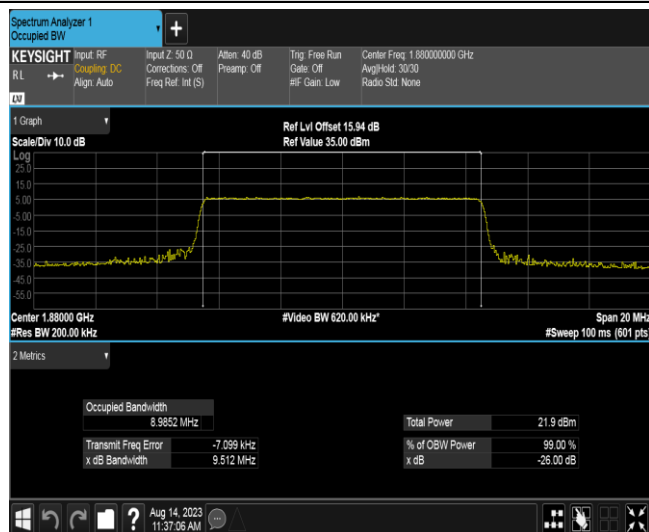 Spectrum Analyzer 1
Occupied BW
+
KEYSIGHT Input: RF Input Z: 50 Ω Atten: 40 dB Trig: Free Run Center Freq: 1.880000000 GHz
RL Coupling: DC Corrections: Off Preamp: Off Gate: Off Avg|Hold: 30/30
Align: Auto Freq Ref: Int (S) #IF Gain: Low Radio Std: None
LXI
1 Graph Ref Lvl Offset 15.94 dB
Scale/Div 10.0 dB Ref Value 35.00 dBm
Log
25.0
15.0
5.00
-5.00
-15.0
-25.0
-35.0
-45.0
-55.0
Center 1.88000 GHz #Video BW 620.00 kHz* Span 20 MHz
#Res BW 200.00 kHz #Sweep 100 ms (601 pts)
2 Metrics
Occupied Bandwidth
8.9852 MHz Total Power 21.9 dBm
Transmit Freq Error -7.099 kHz % of OBW Power 99.00 %
x dB Bandwidth 9.512 MHz x dB -26.00 dB
? Aug 14, 2023
11:37:06 AM